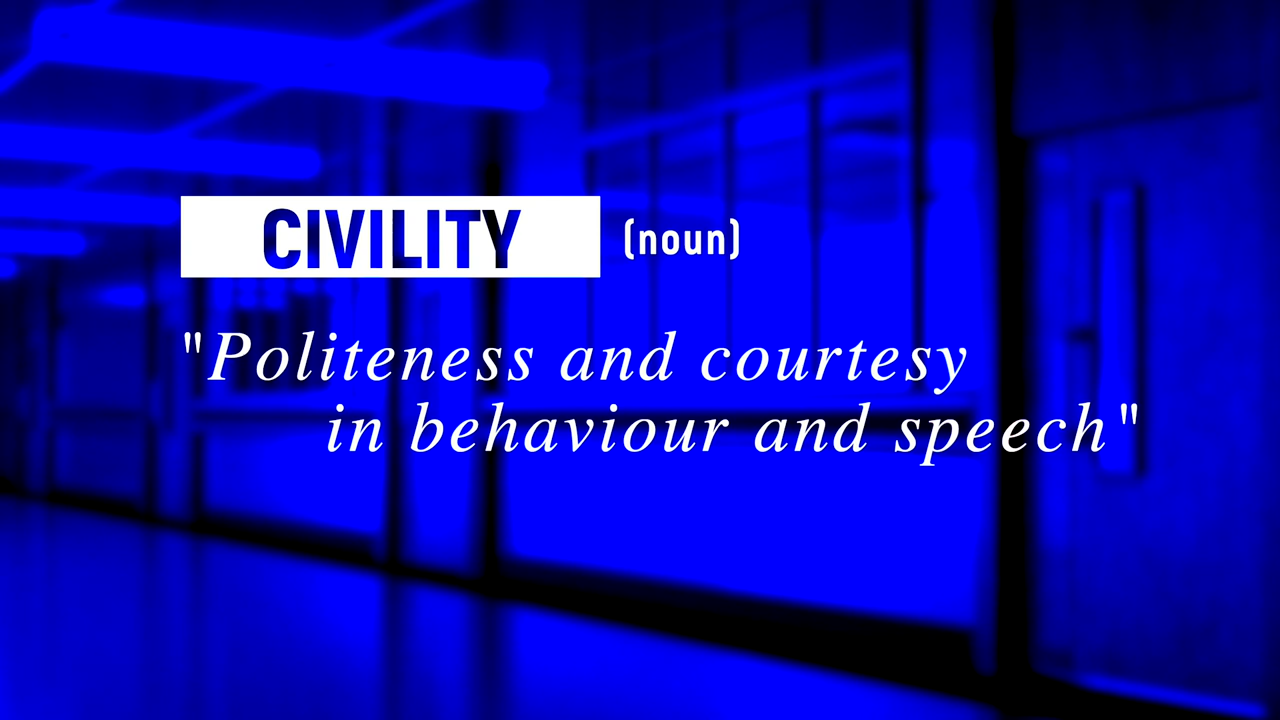 CIVILITY (noun)
"Politeness and courtesy
in behaviour and speech"